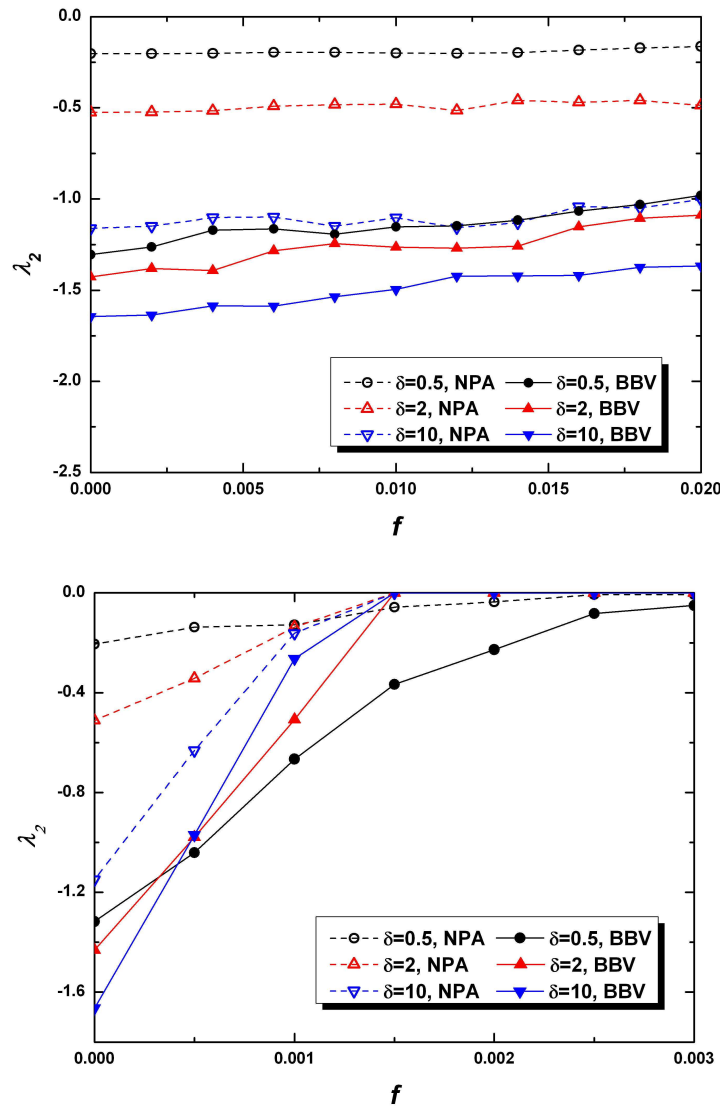 0.0
-0.5
-1.0
-1.5
-2.0
-2.5
λ2
δ=0.5, NPA
δ=0.5, BBV
δ=2, NPA
δ=2, BBV
δ=10, NPA
δ=10, BBV
0.000 0.005 0.010 0.015 0.020
f
0.0
-0.4
-0.8
-1.2
-1.6
λ2
δ=0.5, NPA
δ=0.5, BBV
δ=2, NPA
δ=2, BBV
δ=10, NPA
δ=10, BBV
0.000 0.001 0.002 0.003
f